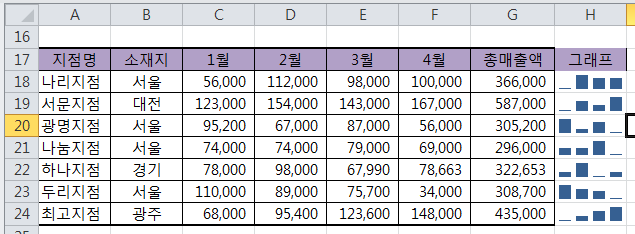 A B C D E F G H
16
17 지점명 소재지 1월 2월 3월 4월 총매출액 그래프
18 나리지점 서울 56,000 112,000 98,000 100,000 366,000
19 서문지점 대전 123,000 154,000 143,000 167,000 587,000
20 광명지점 서울 95,200 67,000 87,000 56,000 305,200
21 나눔지점 서울 74,000 74,000 79,000 69,000 296,000
22 하나지점 경기 78,000 98,000 67,990 78,663 322,653
23 두리지점 서울 110,000 89,000 75,700 34,000 308,700
24 최고지점 광주 68,000 95,400 123,600 148,000 435,000